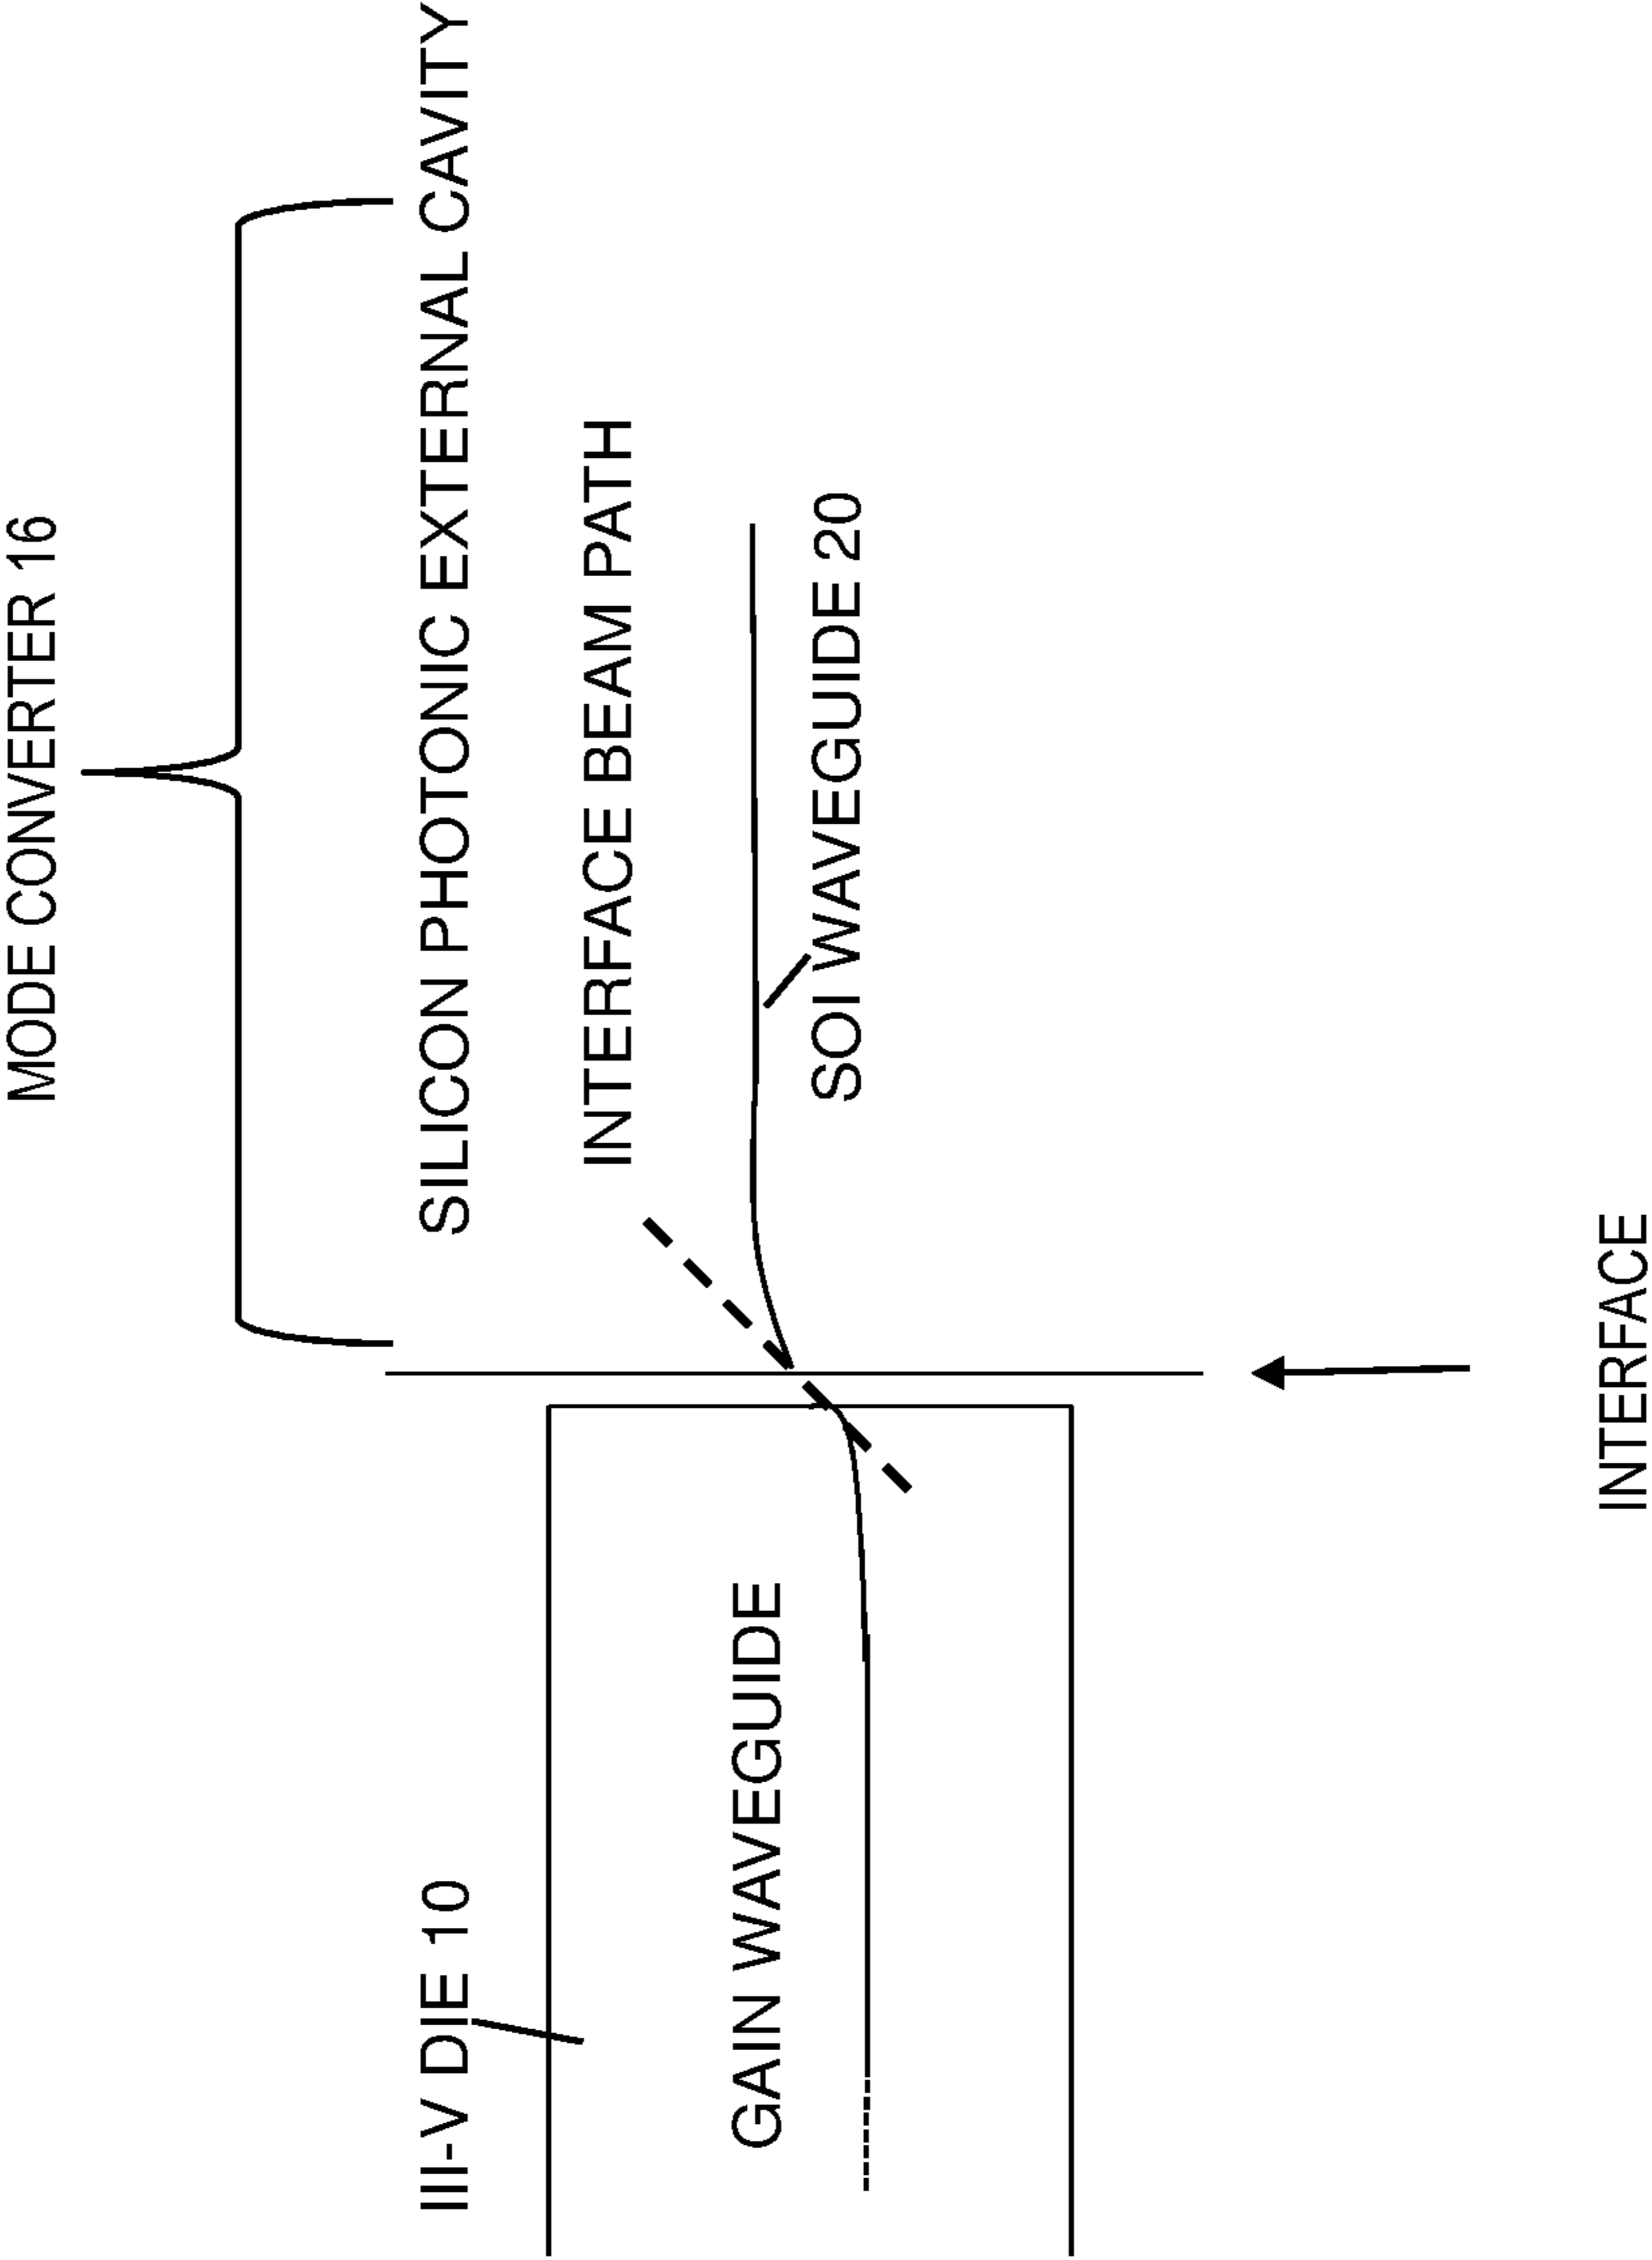 MODE CONVERTER 16
III-V DIE 10
SILICON PHOTONIC EXTERNAL CAVITY
INTERFACE BEAM PATH
GAIN WAVEGUIDE
SOI WAVEGUIDE 20
INTERFACE